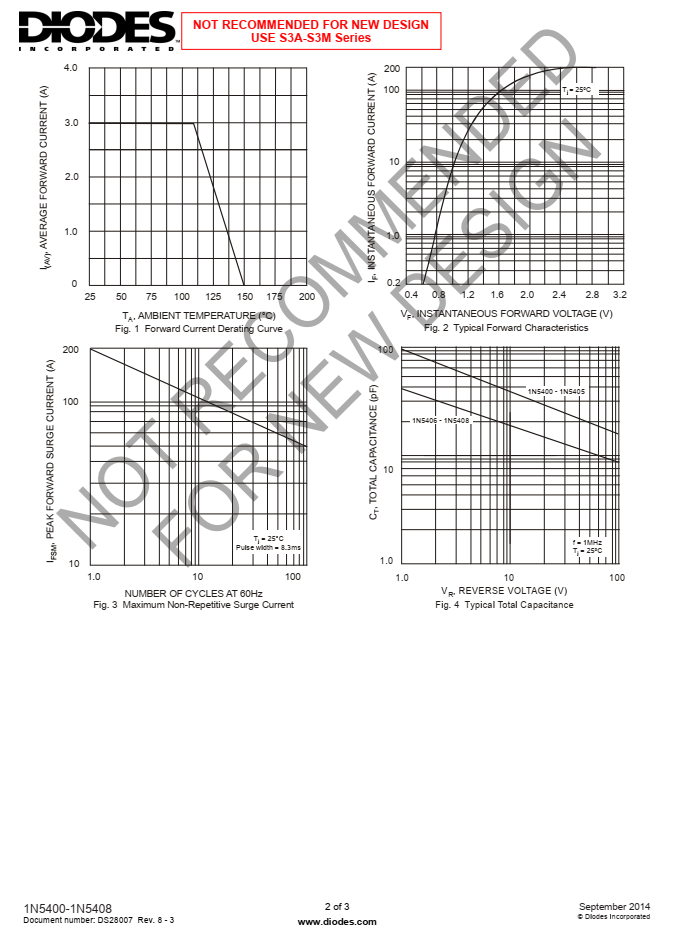 DIODES
INCORPORATED
NOT RECOMMENDED FOR NEW DESIGN
USE S3A-S3M Series
NOT RECOMMENDED
FOR NEW DESIGN
4.0
3.0
2.0
1.0
0
25 50 75 100 125 150 175 200
I(AV), AVERAGE FORWARD CURRENT (A)
TA, AMBIENT TEMPERATURE (ºC)
Fig. 1 Forward Current Derating Curve
200
100
10
1.0
0.2
0.4 0.8 1.2 1.6 2.0 2.4 2.8 3.2
IF, INSTANTANEOUS FORWARD CURRENT (A)
Tj = 25ºC
VF, INSTANTANEOUS FORWARD VOLTAGE (V)
Fig. 2 Typical Forward Characteristics
200
100
10
1.0 10 100
IFSM, PEAK FORWARD SURGE CURRENT (A)
Tj = 25°C
Pulse width = 8.3ms
NUMBER OF CYCLES AT 60Hz
Fig. 3 Maximum Non-Repetitive Surge Current
100
10
1.0
1.0 10 100
CT, TOTAL CAPACITANCE (pF)
1N5400 - 1N5405
1N5406 - 1N5408
f = 1MHz
Tj = 25ºC
VR, REVERSE VOLTAGE (V)
Fig. 4 Typical Total Capacitance
1N5400-1N5408
Document number: DS28007 Rev. 8 - 3
2 of 3
www.diodes.com
September 2014
© Diodes Incorporated